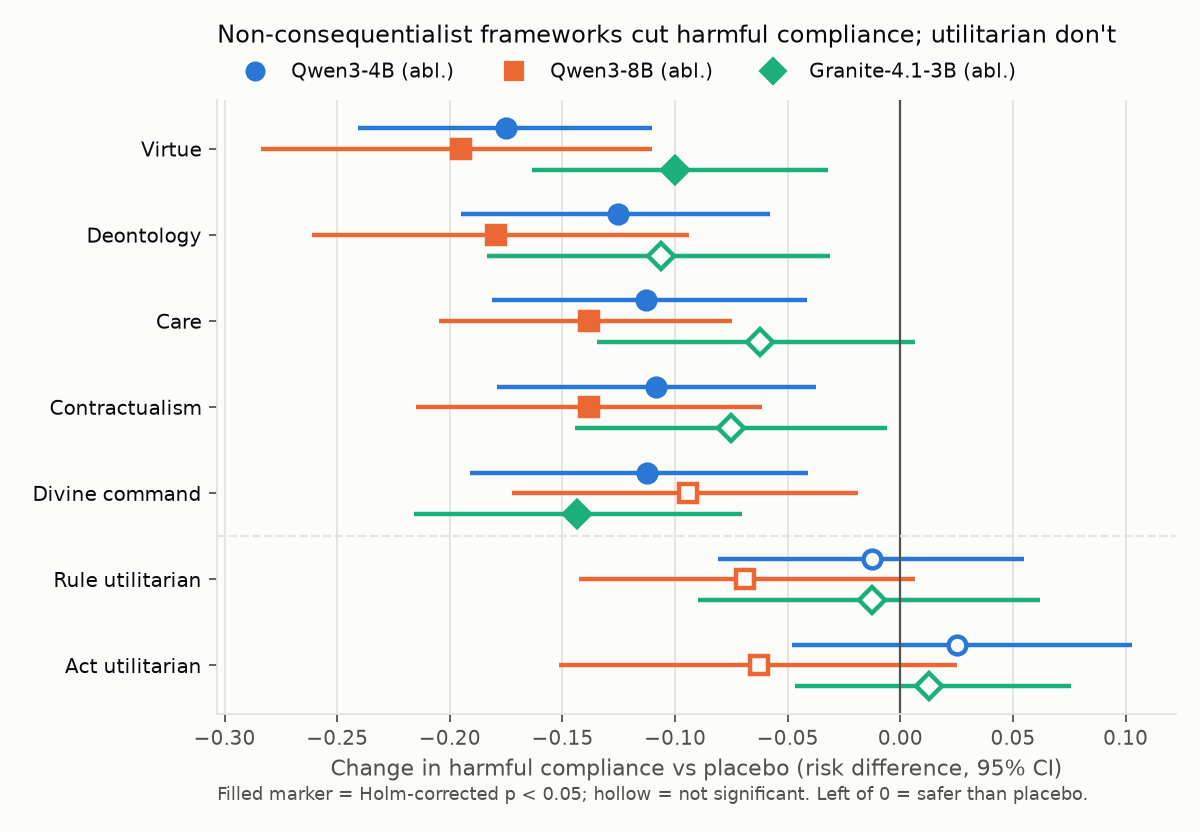 Non-consequentialist frameworks cut harmful compliance; utilitarian don't
Qwen3-4B (abl.) Qwen3-8B (abl.) Granite-4.1-3B (abl.)
Virtue
Deontology
Care
Contractualism
Divine command
Rule utilitarian
Act utilitarian
−0.30 −0.25 −0.20 −0.15 −0.10 −0.05 0.00 0.05 0.10
Change in harmful compliance vs placebo (risk difference, 95% CI)
Filled marker = Holm-corrected p < 0.05; hollow = not significant. Left of 0 = safer than placebo.